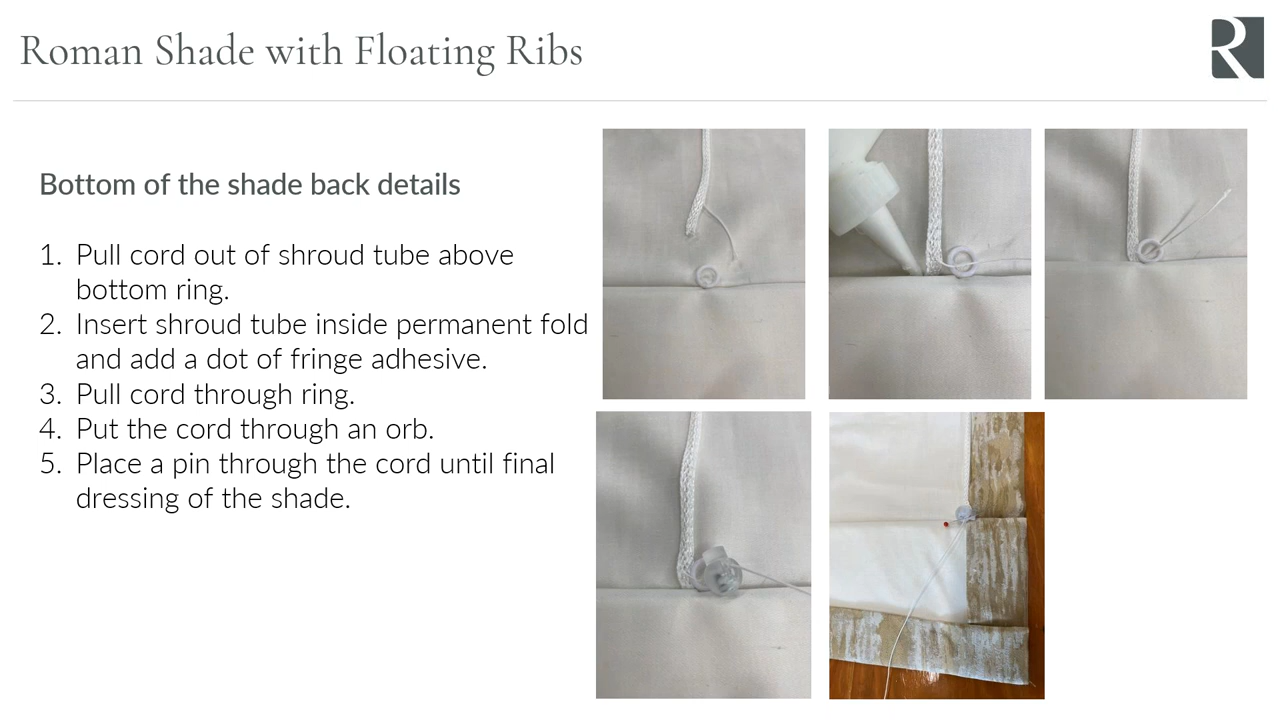 Roman Shade with Floating Ribs
R
Bottom of the shade back details
1. Pull cord out of shroud tube above
bottom ring.
2. Insert shroud tube inside permanent fold
and add a dot of fringe adhesive.
3. Pull cord through ring.
4. Put the cord through an orb.
5. Place a pin through the cord until final
dressing of the shade.